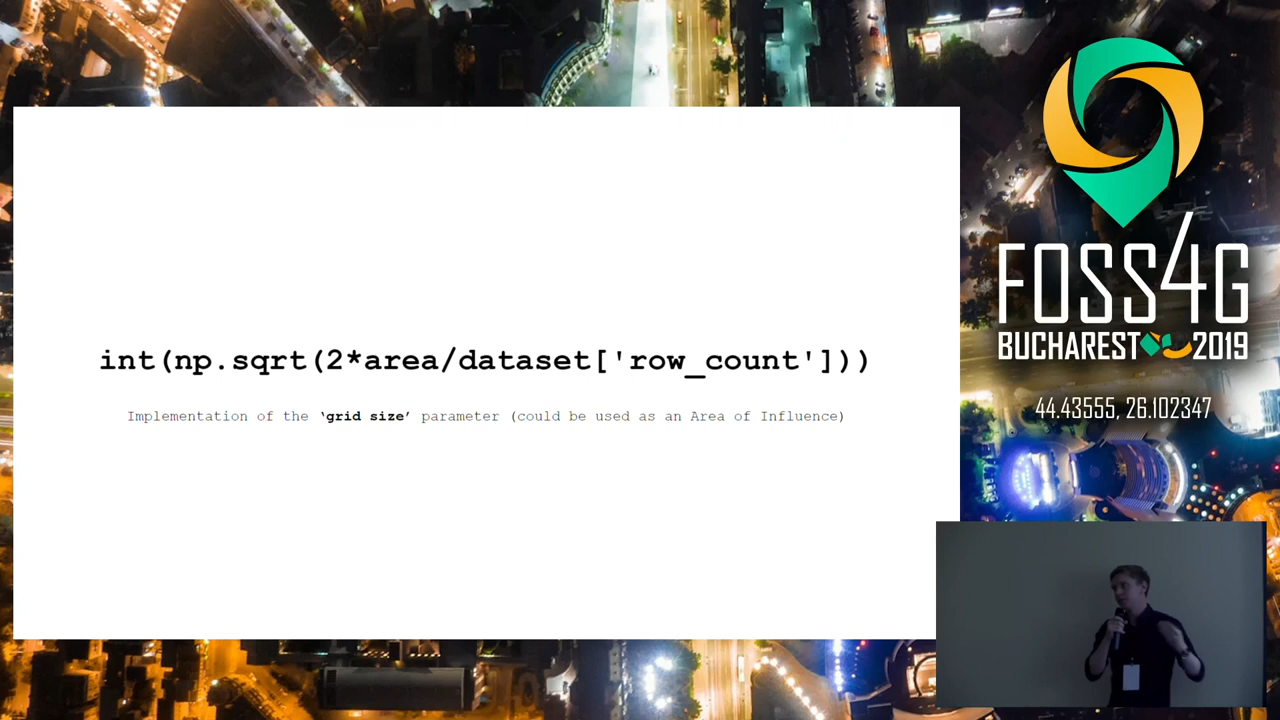 int(np.sqrt(2*area/dataset['row_count']))
Implementation of the ‘grid size’ parameter (could be used as an Area of Influence)
FOSS4G
BUCHAREST 2019
44.43555, 26.102347